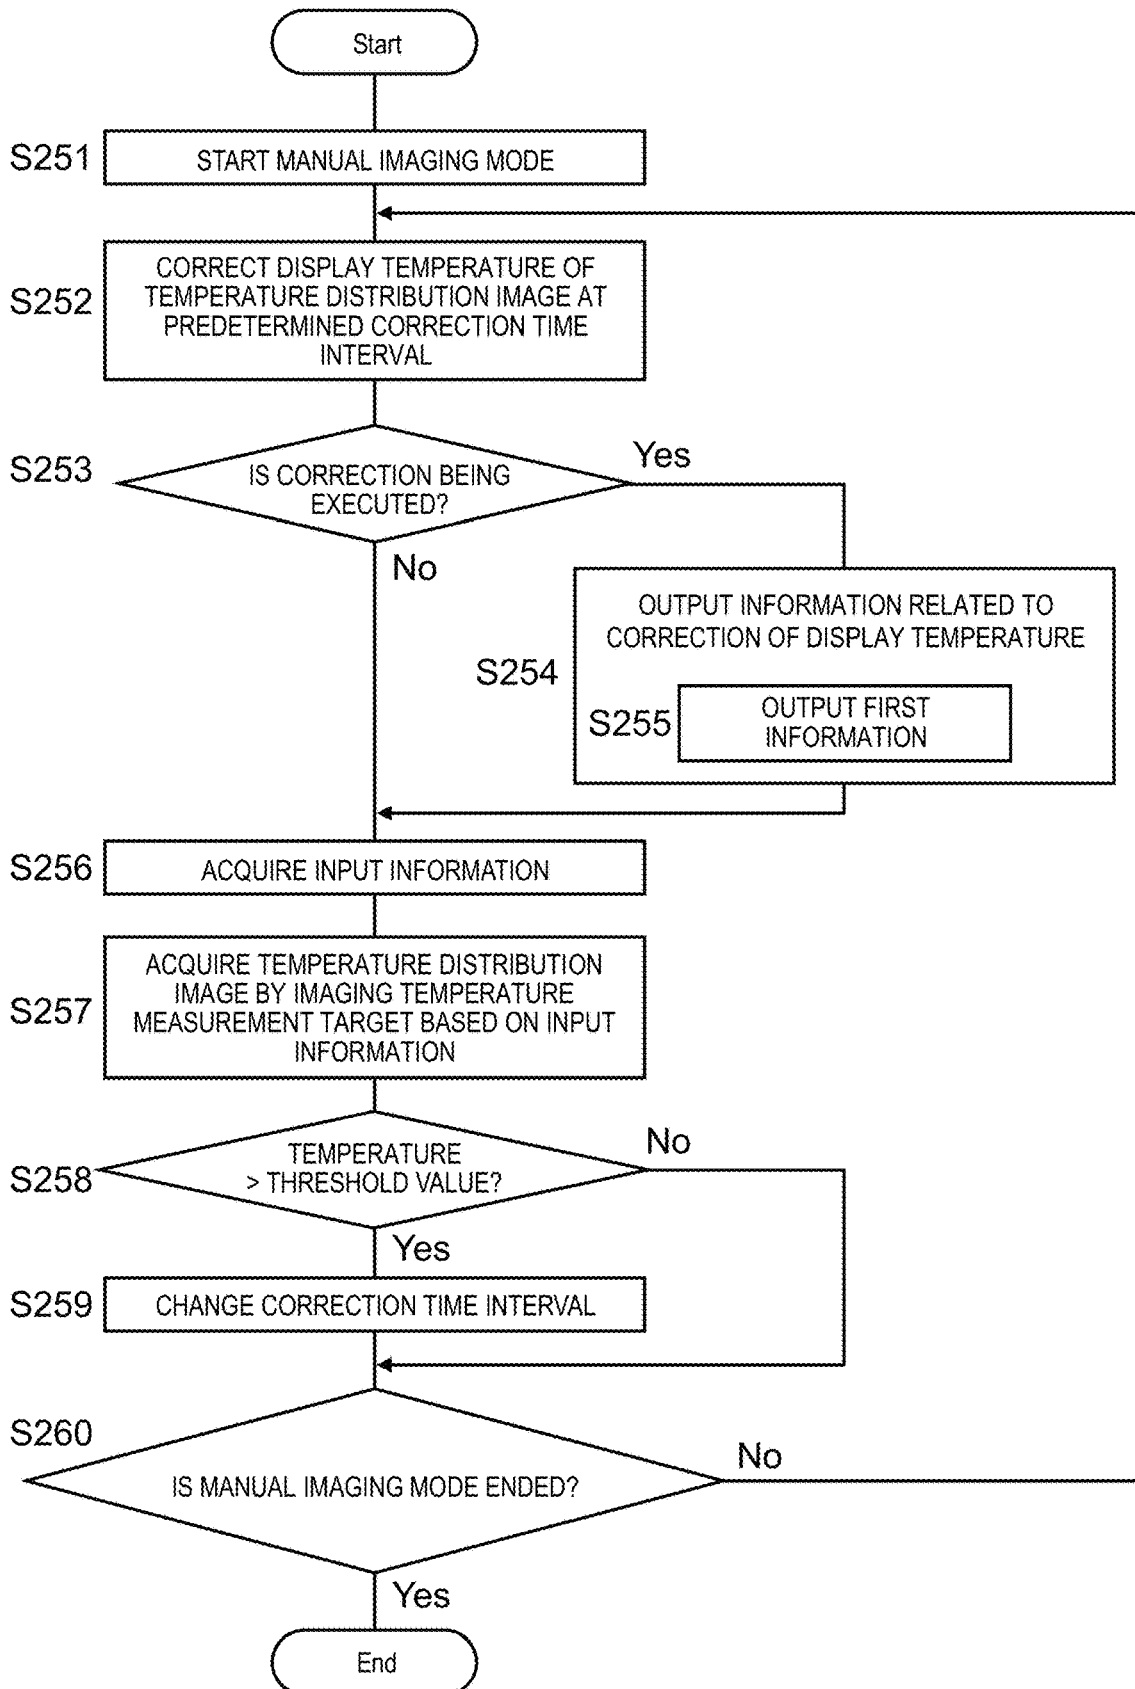 Start
S251
START MANUAL IMAGING MODE
S252
CORRECT DISPLAY TEMPERATURE OF
TEMPERATURE DISTRIBUTION IMAGE AT
PREDETERMINED CORRECTION TIME
INTERVAL
S253
IS CORRECTION BEING
EXECUTED?
Yes
No
S254
OUTPUT INFORMATION RELATED TO
CORRECTION OF DISPLAY TEMPERATURE
S255
OUTPUT FIRST
INFORMATION
S256
ACQUIRE INPUT INFORMATION
S257
ACQUIRE TEMPERATURE DISTRIBUTION
IMAGE BY IMAGING TEMPERATURE
MEASUREMENT TARGET BASED ON INPUT
INFORMATION
S258
TEMPERATURE
> THRESHOLD VALUE?
No
Yes
S259
CHANGE CORRECTION TIME INTERVAL
S260
IS MANUAL IMAGING MODE ENDED?
No
Yes
End